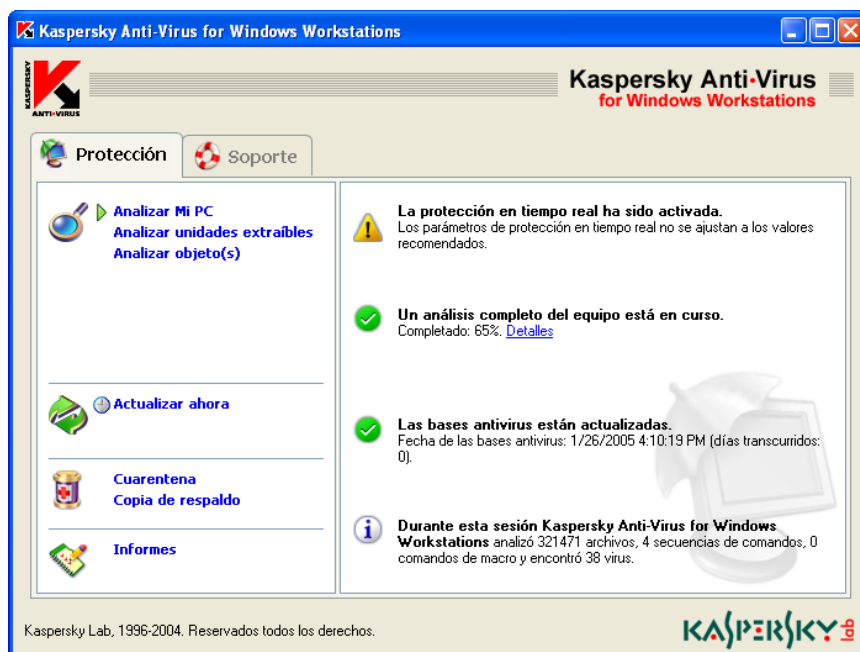 Kaspersky Anti-Virus for Windows Workstations
KASPERSKY
ANTI-VIRUS
Kaspersky Anti-Virus
for Windows Workstations
Protección
Soporte
Analizar Mi PC
Analizar unidades extraíbles
Analizar objeto(s)
Actualizar ahora
Cuarentena
Copia de respaldo
Informes
La protección en tiempo real ha sido activada.
Los parámetros de protección en tiempo real no se ajustan a los valores
recomendados.
Un análisis completo del equipo está en curso.
Completado: 65%. Detalles
Las bases antivirus están actualizadas.
Fecha de las bases antivirus: 1/26/2005 4:10:19 PM (días transcurridos:
0).
Durante esta sesión Kaspersky Anti-Virus for Windows
Workstations analizó 321471 archivos, 4 secuencias de comandos, 0
comandos de macro y encontró 38 virus.
Kaspersky Lab, 1996-2004. Reservados todos los derechos.
KASPERSKY lab